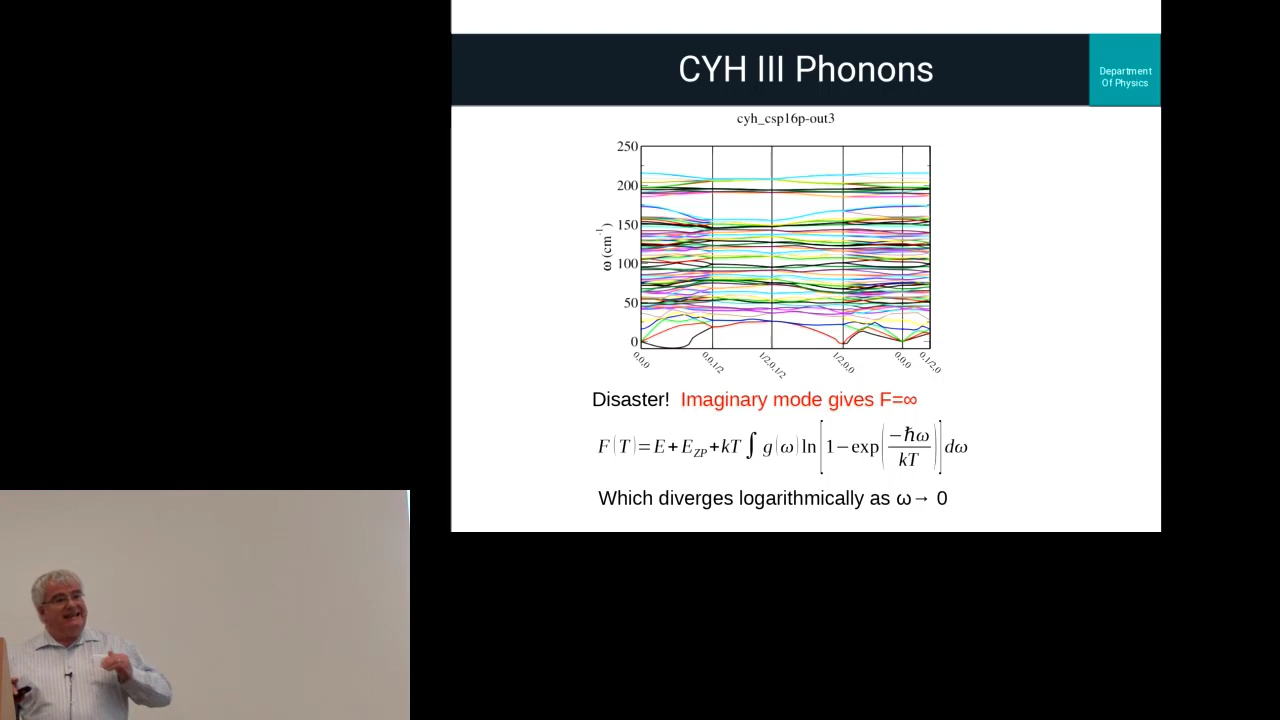 CYH III Phonons
Department
Of Physics
cyh_csp16p-out3
250
200
150
100
50
0
ω (cm⁻¹)
0,0,0
0,0,1/2
1/2,0,1/2
1/2,0,0
0,0,0
0,1/2,0
Disaster! Imaginary mode gives F=∞
F(T)=E+E_ZP+kT∫g(ω)ln[1−exp(−ℏω/kT)]dω
Which diverges logarithmically as ω→ 0